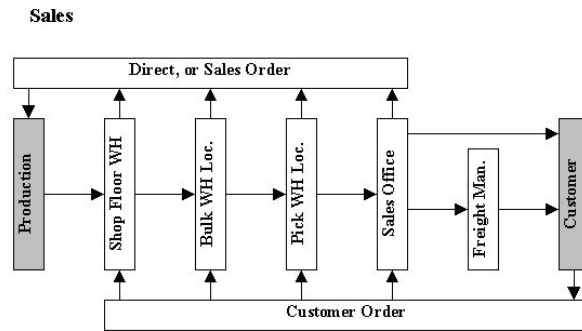 Sales
Direct, or Sales Order
Production
Shop Floor WH
Bulk WH Loc.
Pick WH Loc.
Sales Office
Freight Man.
Customer
Customer Order